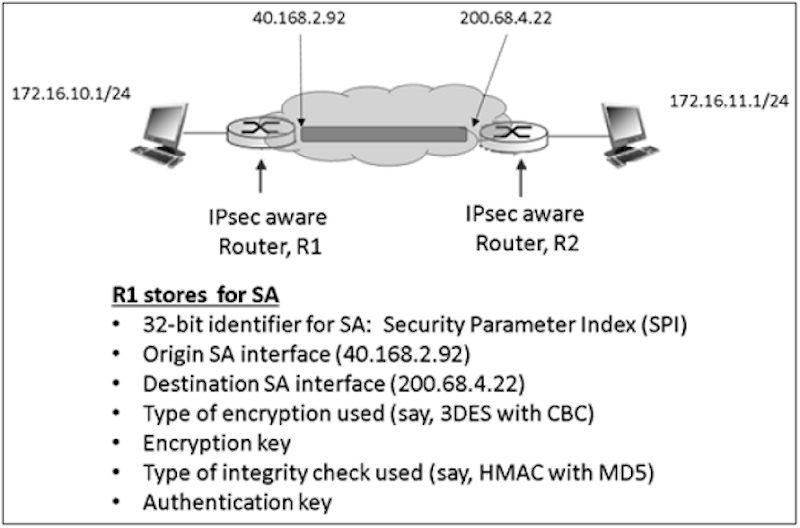 40.168.2.92
200.68.4.22
172.16.10.1/24
172.16.11.1/24
IPsec aware
Router, R1
IPsec aware
Router, R2
R1 stores for SA
• 32-bit identifier for SA: Security Parameter Index (SPI)
• Origin SA interface (40.168.2.92)
• Destination SA interface (200.68.4.22)
• Type of encryption used (say, 3DES with CBC)
• Encryption key
• Type of integrity check used (say, HMAC with MD5)
• Authentication key